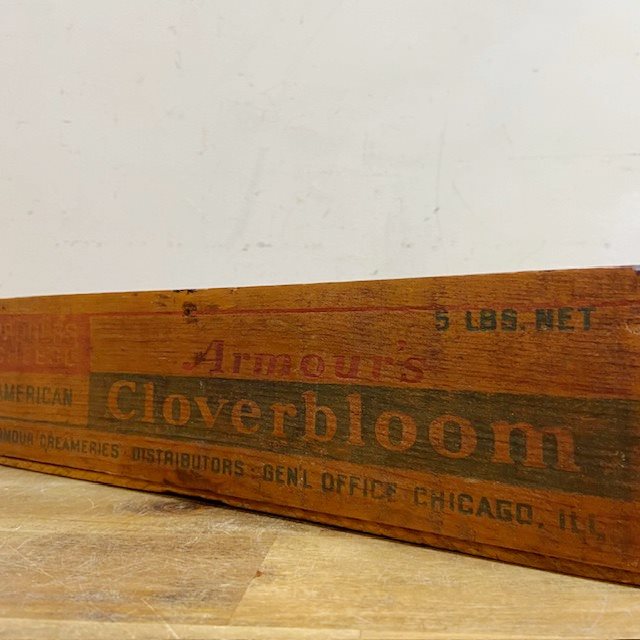 5 LBS. NET
Armour's
AMERICAN Cloverbloom
CREAMERIES · DISTRIBUTORS · GEN'L OFFICE CHICAGO, ILL.